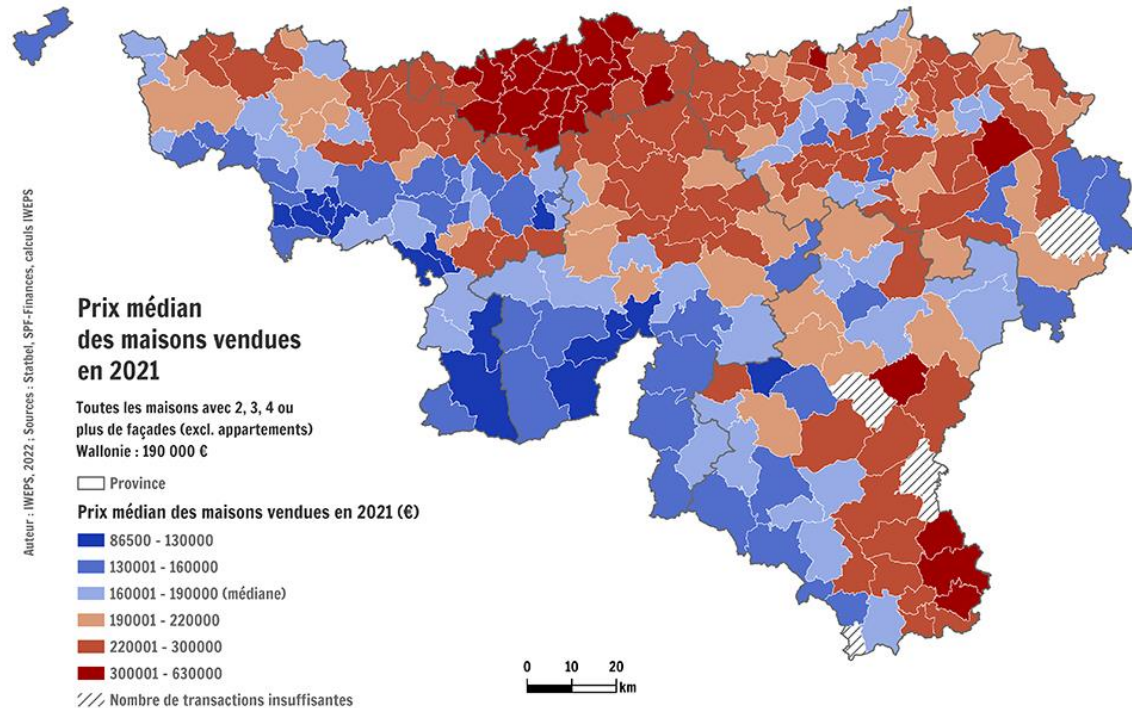 Auteur : IWEPS, 2022 ; Sources : Statbel, SPF-Finances, calculs IWEPS
Prix médian
des maisons vendues
en 2021
Toutes les maisons avec 2, 3, 4 ou
plus de façades (excl. appartements)
Wallonie : 190 000 €
Province
Prix médian des maisons vendues en 2021 (€)
86500 - 130000
130001 - 160000
160001 - 190000 (médiane)
190001 - 220000
220001 - 300000
300001 - 630000
Nombre de transactions insuffisantes
0 10 20
km